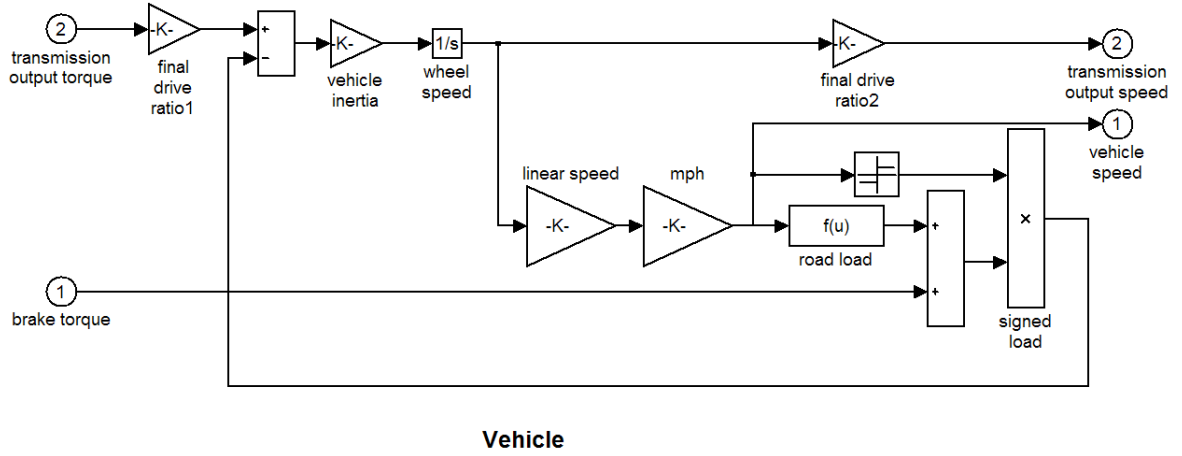 2
transmission
output torque
-K-
final
drive
ratio1
+
−
-K-
vehicle
inertia
1/s
wheel
speed
-K-
final drive
ratio2
2
transmission
output speed
1
vehicle
speed
linear speed
-K-
mph
-K-
f(u)
road load
+
+
×
signed
load
1
brake torque
Vehicle